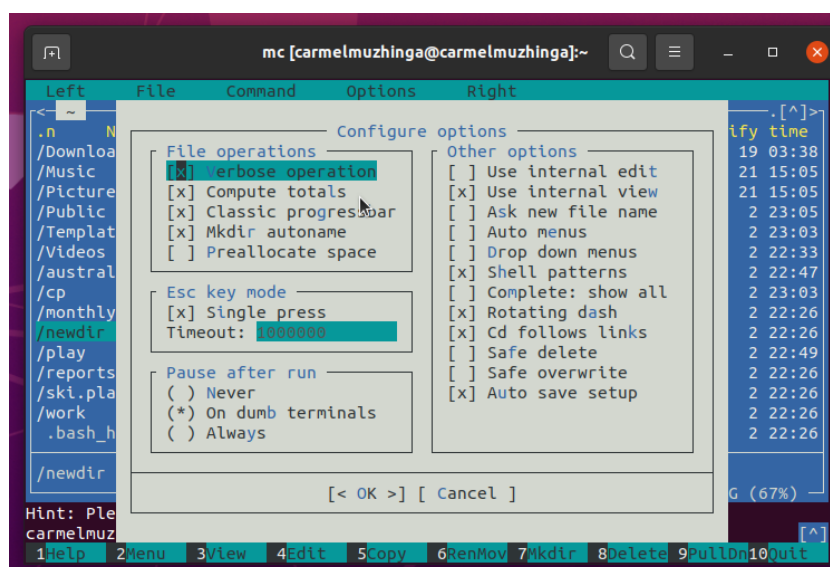 mc [carmelmuzhinga@carmelmuzhinga]:~
Left File Command Options Right
~ .[^]>
.n N Configure options ify time
/Downloa File operations Other options 19 03:38
/Music [x] Verbose operation [ ] Use internal edit 21 15:05
/Picture [x] Compute totals [x] Use internal view 21 15:05
/Public [x] Classic progressbar [ ] Ask new file name 2 23:05
/Templat [x] Mkdir autoname [ ] Auto menus 2 23:03
/Videos [ ] Preallocate space [ ] Drop down menus 2 22:33
/austral [x] Shell patterns 2 22:47
/cp Esc key mode [ ] Complete: show all 2 23:03
/monthly [x] Single press [x] Rotating dash 2 22:26
/newdir Timeout: 1000000 [x] Cd follows links 2 22:26
/play [ ] Safe delete 2 22:49
/reports Pause after run [ ] Safe overwrite 2 22:26
/ski.pla ( ) Never [x] Auto save setup 2 22:26
/work (*) On dumb terminals 2 22:26
.bash_h ( ) Always 2 22:26
/newdir
[< OK >] [ Cancel ] G (67%)
Hint: Ple
carmelmuz [^]
1Help 2Menu 3View 4Edit 5Copy 6RenMov 7Mkdir 8Delete 9PullDn 10Quit